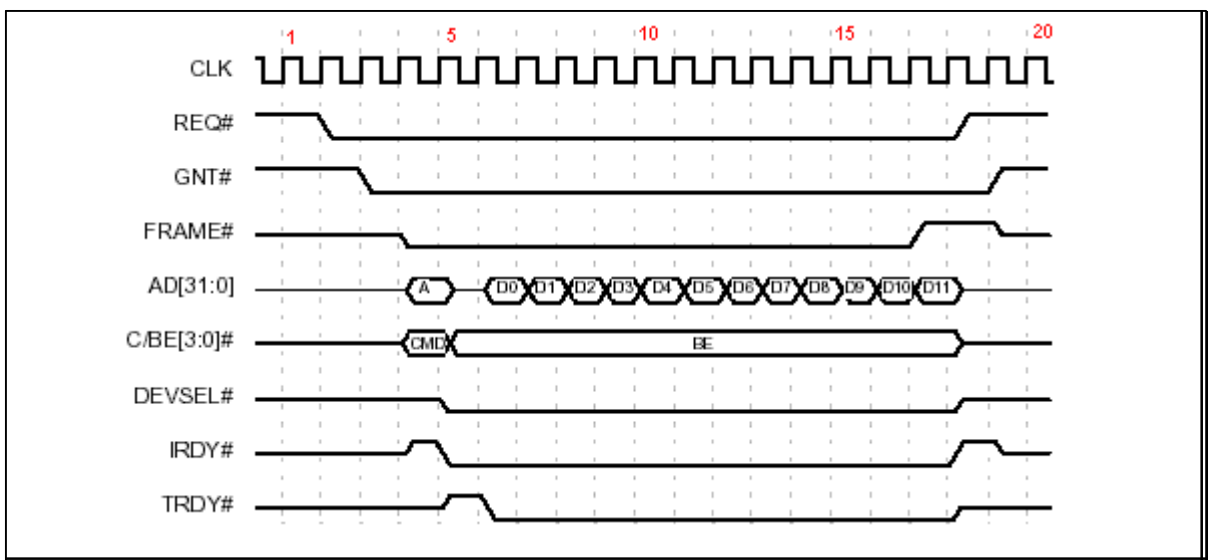 1 5 10 15 20
CLK
REQ#
GNT#
FRAME#
AD[31:0] A D0 D1 D2 D3 D4 D5 D6 D7 D8 D9 D10 D11
C/BE[3:0]# CMD BE
DEVSEL#
IRDY#
TRDY#